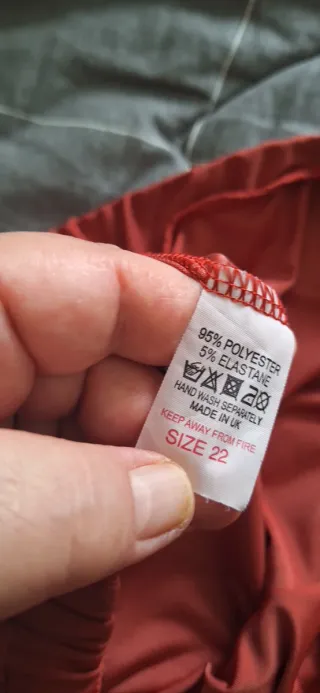 95% POLYESTER
5% ELASTANE
HAND WASH SEPARATELY
MADE IN UK
KEEP AWAY FROM FIRE
SIZE 22